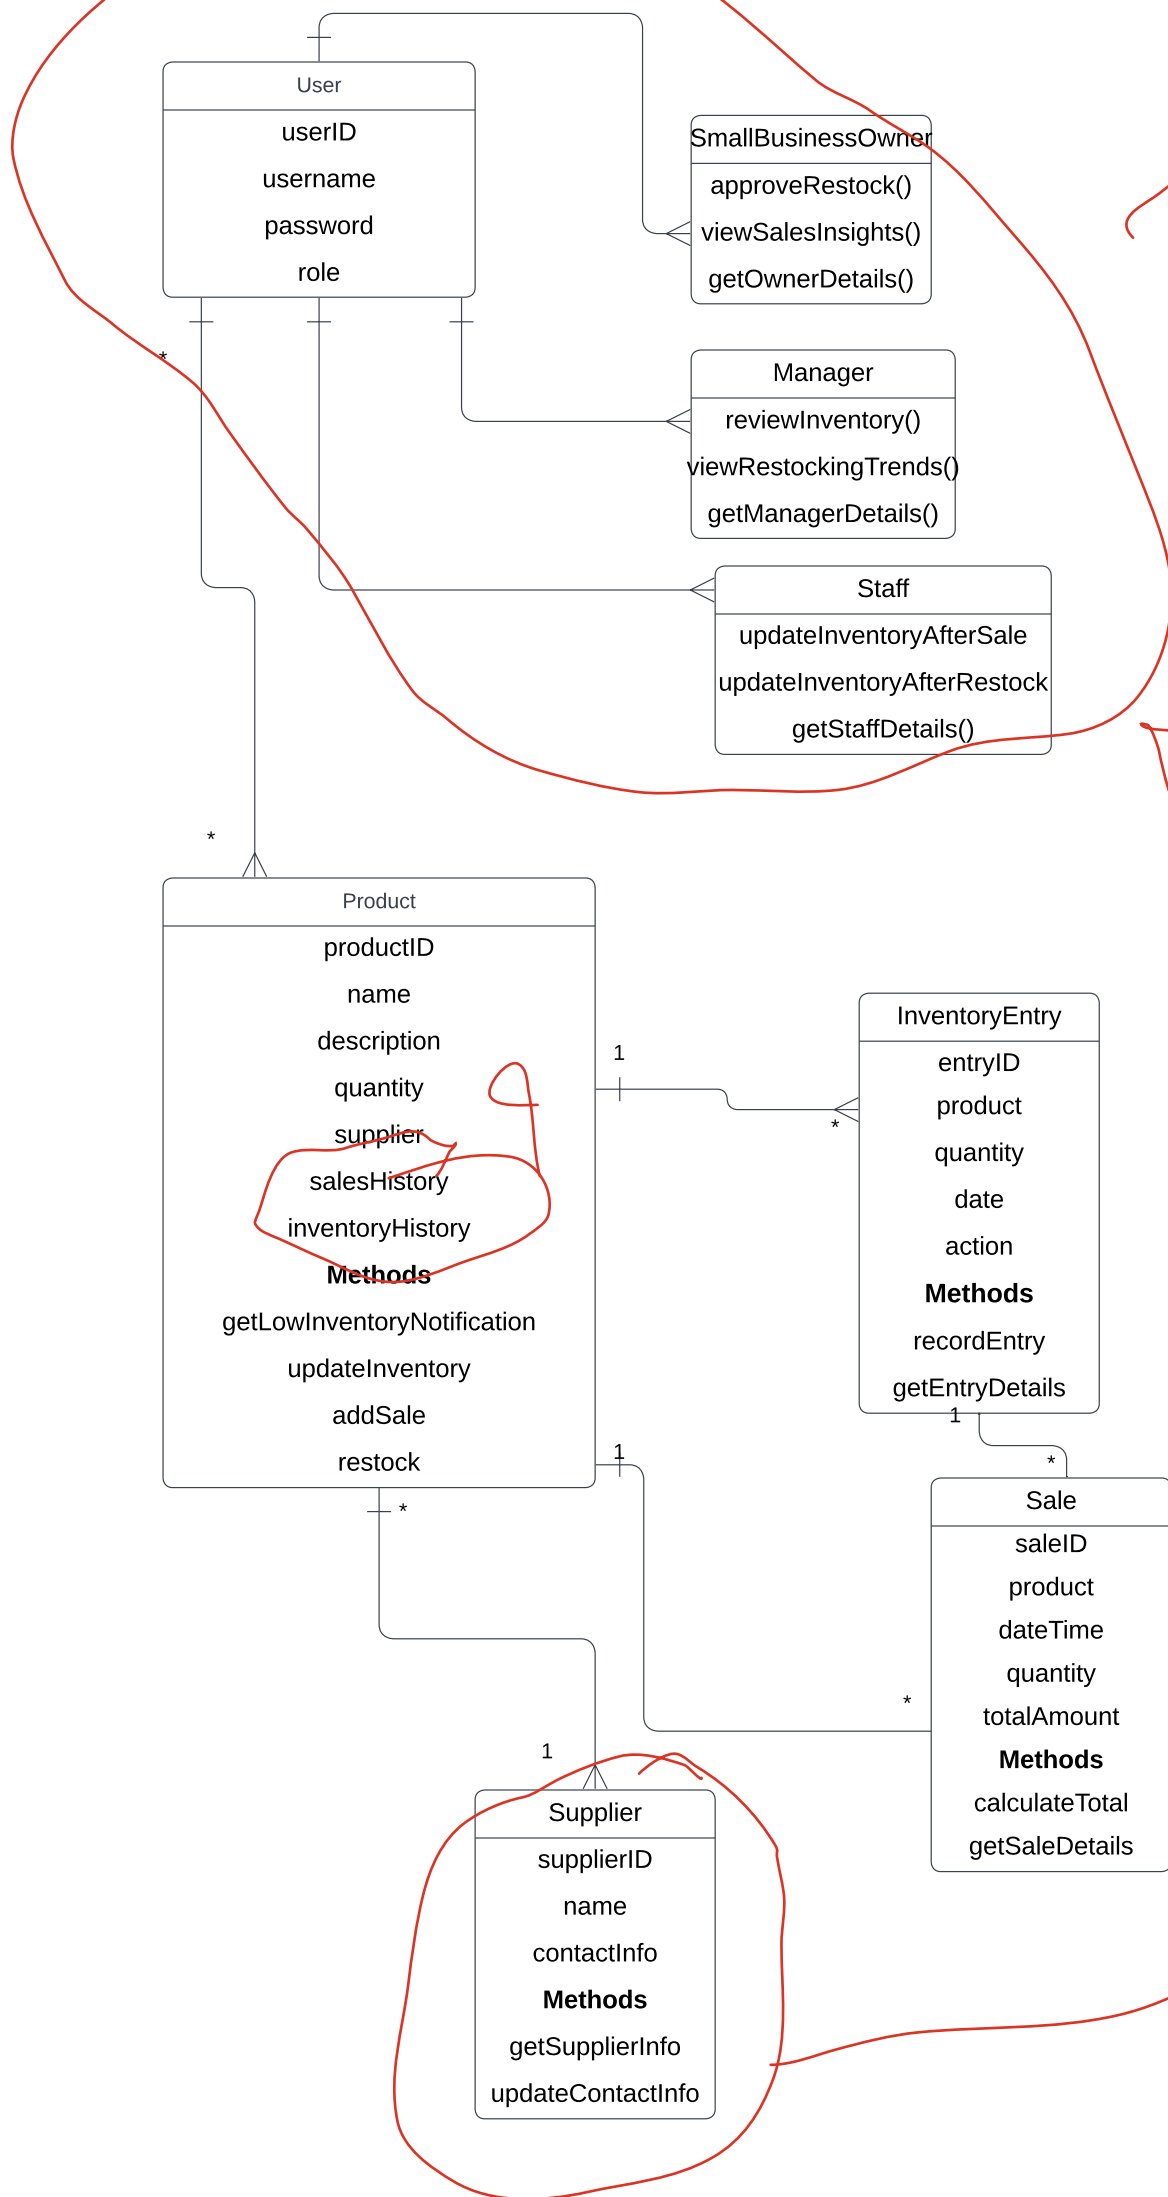 User
userID
username
password
role
*
SmallBusinessOwner
approveRestock()
viewSalesInsights()
getOwnerDetails()
Manager
reviewInventory()
viewRestockingTrends()
getManagerDetails()
Staff
updateInventoryAfterSale
updateInventoryAfterRestock
getStaffDetails()
*
Product
productID
name
description
quantity
supplier
salesHistory
inventoryHistory
Methods
getLowInventoryNotification
updateInventory
addSale
restock
1
*
InventoryEntry
entryID
product
quantity
date
action
Methods
recordEntry
getEntryDetails
1
*
1
*
Sale
saleID
product
dateTime
quantity
totalAmount
Methods
calculateTotal
getSaleDetails
*
1
Supplier
supplierID
name
contactInfo
Methods
getSupplierInfo
updateContactInfo